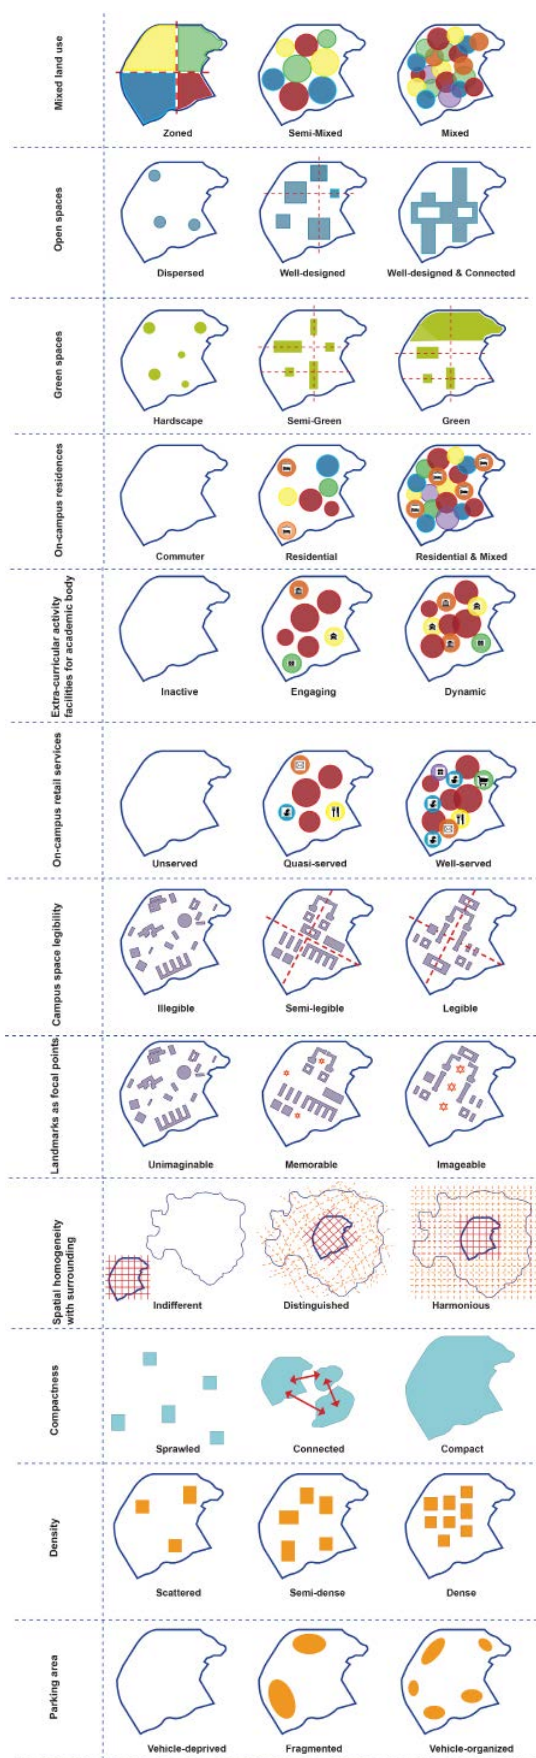 Mixed land use
Zoned
Semi-Mixed
Mixed
Open spaces
Dispersed
Well-designed
Well-designed & Connected
Green spaces
Hardscape
Semi-Green
Green
On-campus residences
Commuter
Residential
Residential & Mixed
Extra-curricular activity
facilities for academic body
Inactive
Engaging
Dynamic
On-campus retail services
Unserved
Quasi-served
Well-served
Campus space legibility
Illegible
Semi-legible
Legible
Landmarks as focal points
Unimaginable
Memorable
Imageable
Spatial homogeneity
with surrounding
Indifferent
Distinguished
Harmonious
Compactness
Sprawled
Connected
Compact
Density
Scattered
Semi-dense
Dense
Parking area
Vehicle-deprived
Fragmented
Vehicle-organized